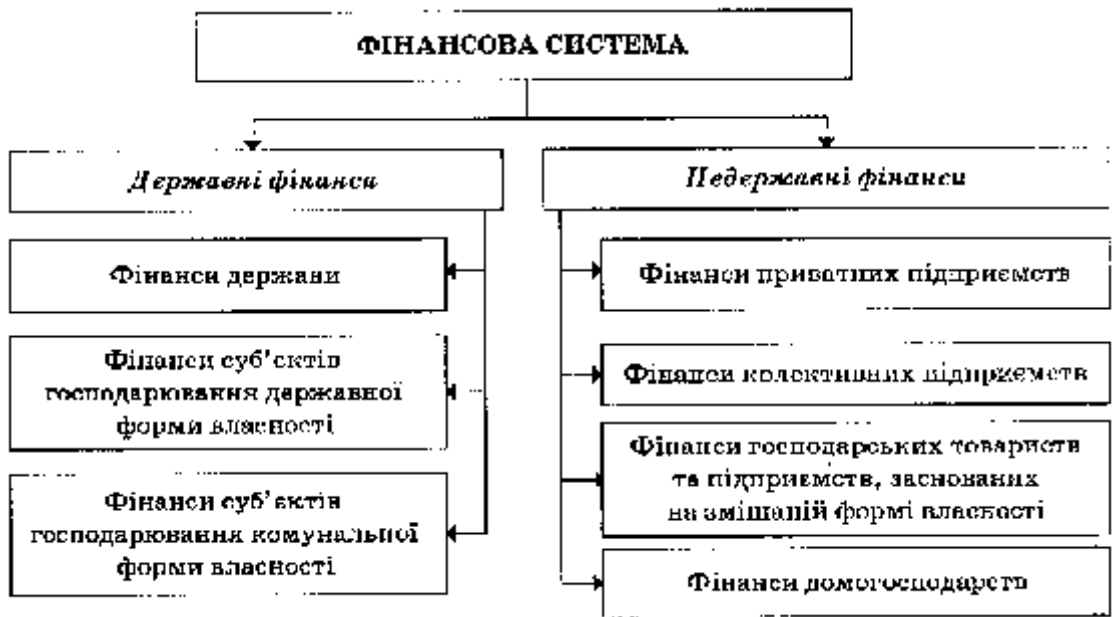 ФІНАНСОВА СИСТЕМА
Державні фінанси
Недержавні фінанси
Фінанси держави
Фінанси суб’єктів
господарювання державної
форми власності
Фінанси суб’єктів
господарювання комунальної
форми власності
Фінанси приватних підприємств
Фінанси колективних підприємств
Фінанси господарських товариств
та підприємств, заснованих
на змішаній формі власності
Фінанси домогосподарств